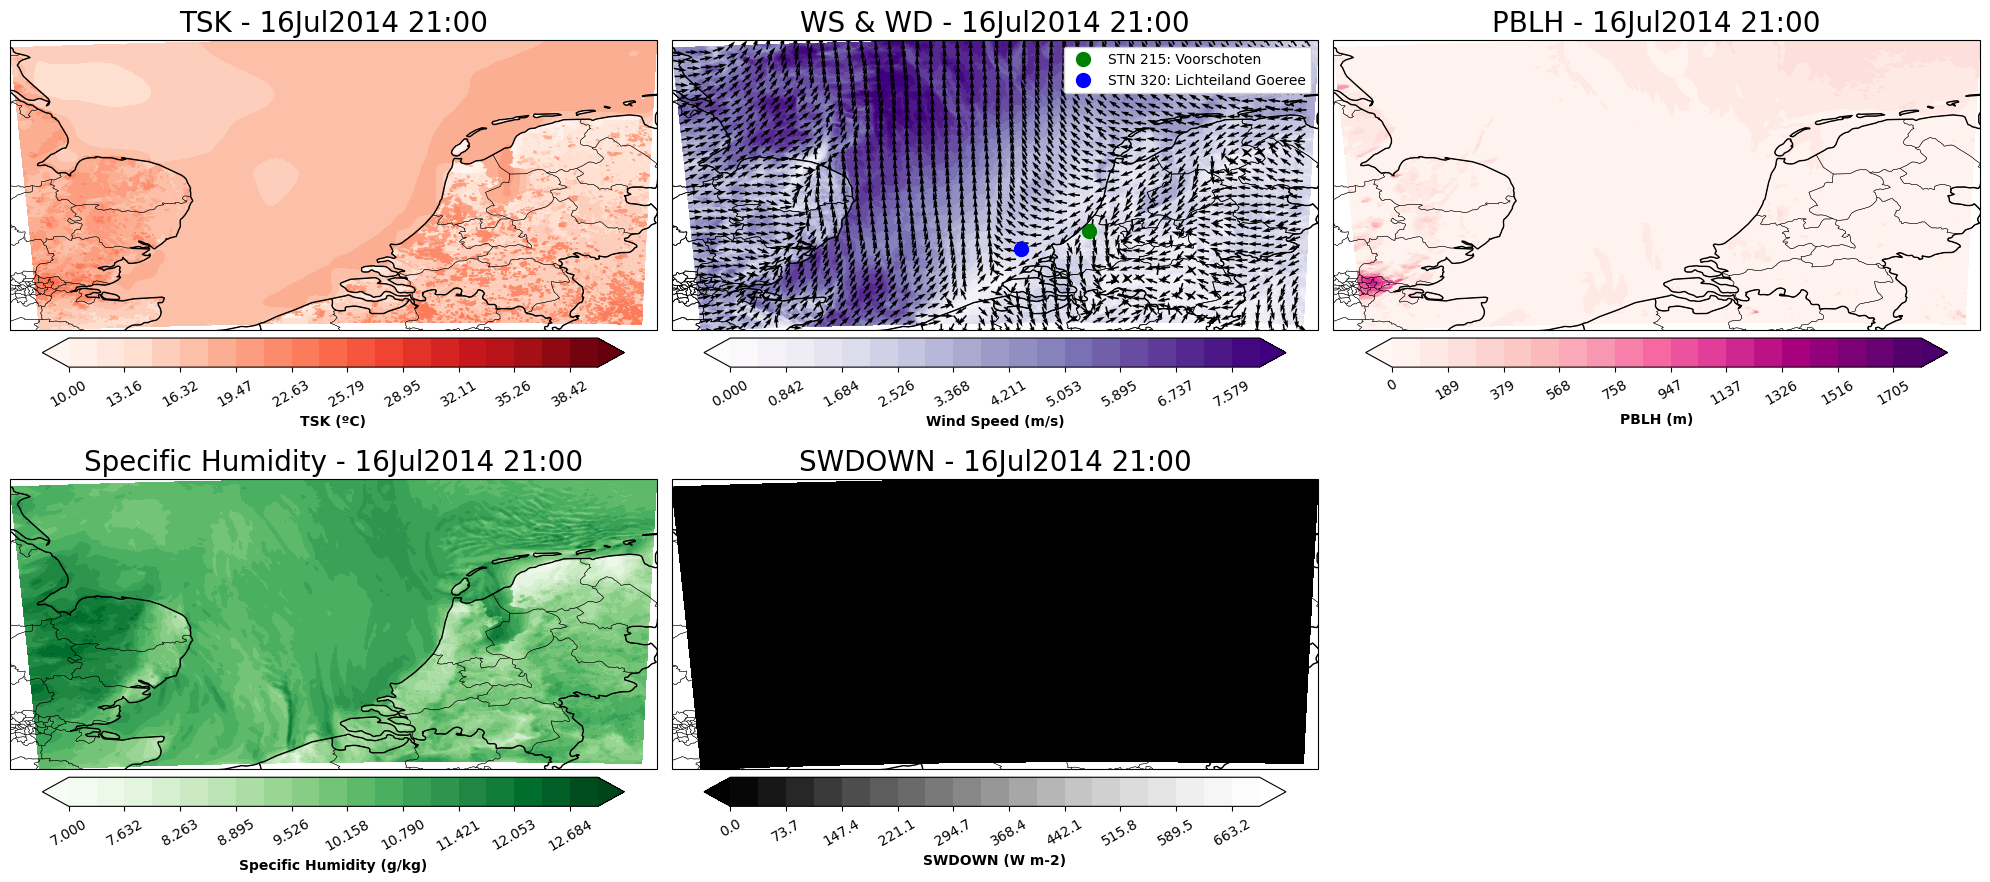 TSK - 16Jul2014 21:00
WS & WD - 16Jul2014 21:00
PBLH - 16Jul2014 21:00
STN 215: Voorschoten
STN 320: Lichteiland Goeree
10.00 13.16 16.32 19.47 22.63 25.79 28.95 32.11 35.26 38.42
TSK (ºC)
0.000 0.842 1.684 2.526 3.368 4.211 5.053 5.895 6.737 7.579
Wind Speed (m/s)
0 189 379 568 758 947 1137 1326 1516 1705
PBLH (m)
Specific Humidity - 16Jul2014 21:00
SWDOWN - 16Jul2014 21:00
7.000 7.632 8.263 8.895 9.526 10.158 10.790 11.421 12.053 12.684
Specific Humidity (g/kg)
0.0 73.7 147.4 221.1 294.7 368.4 442.1 515.8 589.5 663.2
SWDOWN (W m-2)